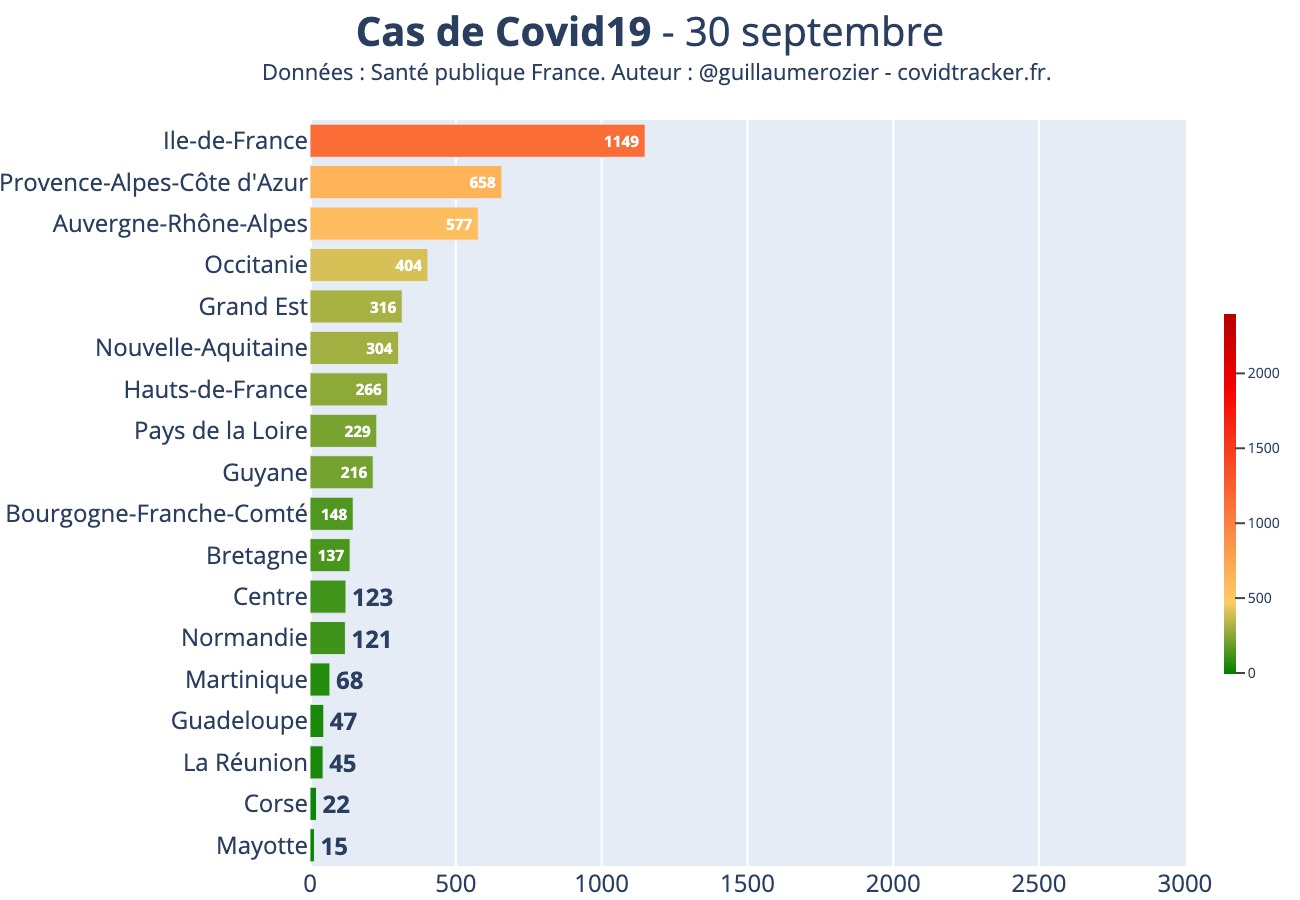 Cas de Covid19 - 30 septembre
Données : Santé publique France. Auteur : @guillaumerozier - covidtracker.fr.
Ile-de-France 1149
Provence-Alpes-Côte d'Azur 658
Auvergne-Rhône-Alpes 577
Occitanie 404
Grand Est 316
Nouvelle-Aquitaine 304
Hauts-de-France 266
Pays de la Loire 229
Guyane 216
Bourgogne-Franche-Comté 148
Bretagne 137
Centre 123
Normandie 121
Martinique 68
Guadeloupe 47
La Réunion 45
Corse 22
Mayotte 15
0 500 1000 1500 2000 2500 3000
2000
1500
1000
500
0